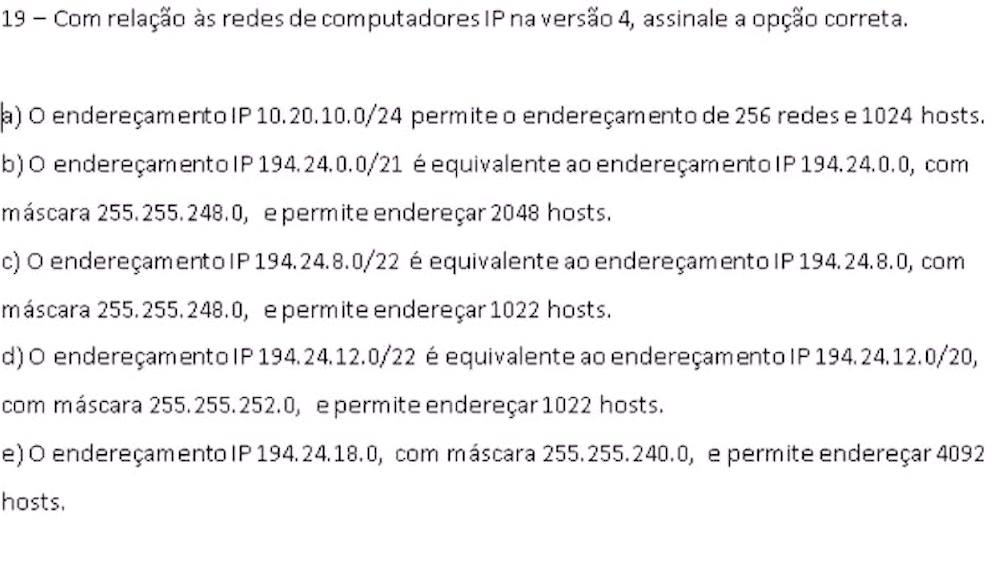 19 – Com relação às redes de computadores IP na versão 4, assinale a opção correta.
a) O endereçamento IP 10.20.10.0/24 permite o endereçamento de 256 redes e 1024 hosts.
b) O endereçamento IP 194.24.0.0/21 é equivalente ao endereçamento IP 194.24.0.0, com
máscara 255.255.248.0, e permite endereçar 2048 hosts.
c) O endereçamento IP 194.24.8.0/22 é equivalente ao endereçamento IP 194.24.8.0, com
máscara 255.255.248.0, e permite endereçar 1022 hosts.
d) O endereçamento IP 194.24.12.0/22 é equivalente ao endereçamento IP 194.24.12.0/20,
com máscara 255.255.252.0, e permite endereçar 1022 hosts.
e) O endereçamento IP 194.24.18.0, com máscara 255.255.240.0, e permite endereçar 4092
hosts.